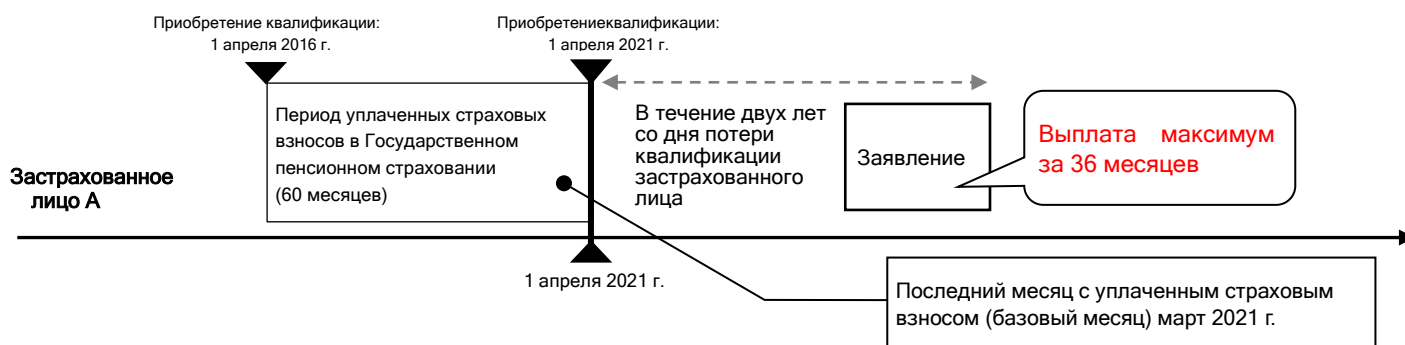 Приобретение квалификации:
1 апреля 2016 г.
Приобретениеквалификации:
1 апреля 2021 г.
Период уплаченных страховых
взносов в Государственном
пенсионном страховании
(60 месяцев)
В течение двух лет
со дня потери
квалификации
застрахованного
лица
Заявление
Выплата максимум
за 36 месяцев
Застрахованное
лицо А
1 апреля 2021 г.
Последний месяц с уплаченным страховым
взносом (базовый месяц) март 2021 г.